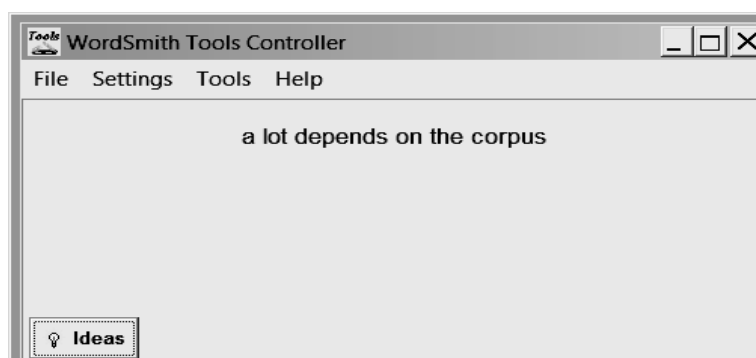 Tools WordSmith Tools Controller
File Settings Tools Help
a lot depends on the corpus
Ideas